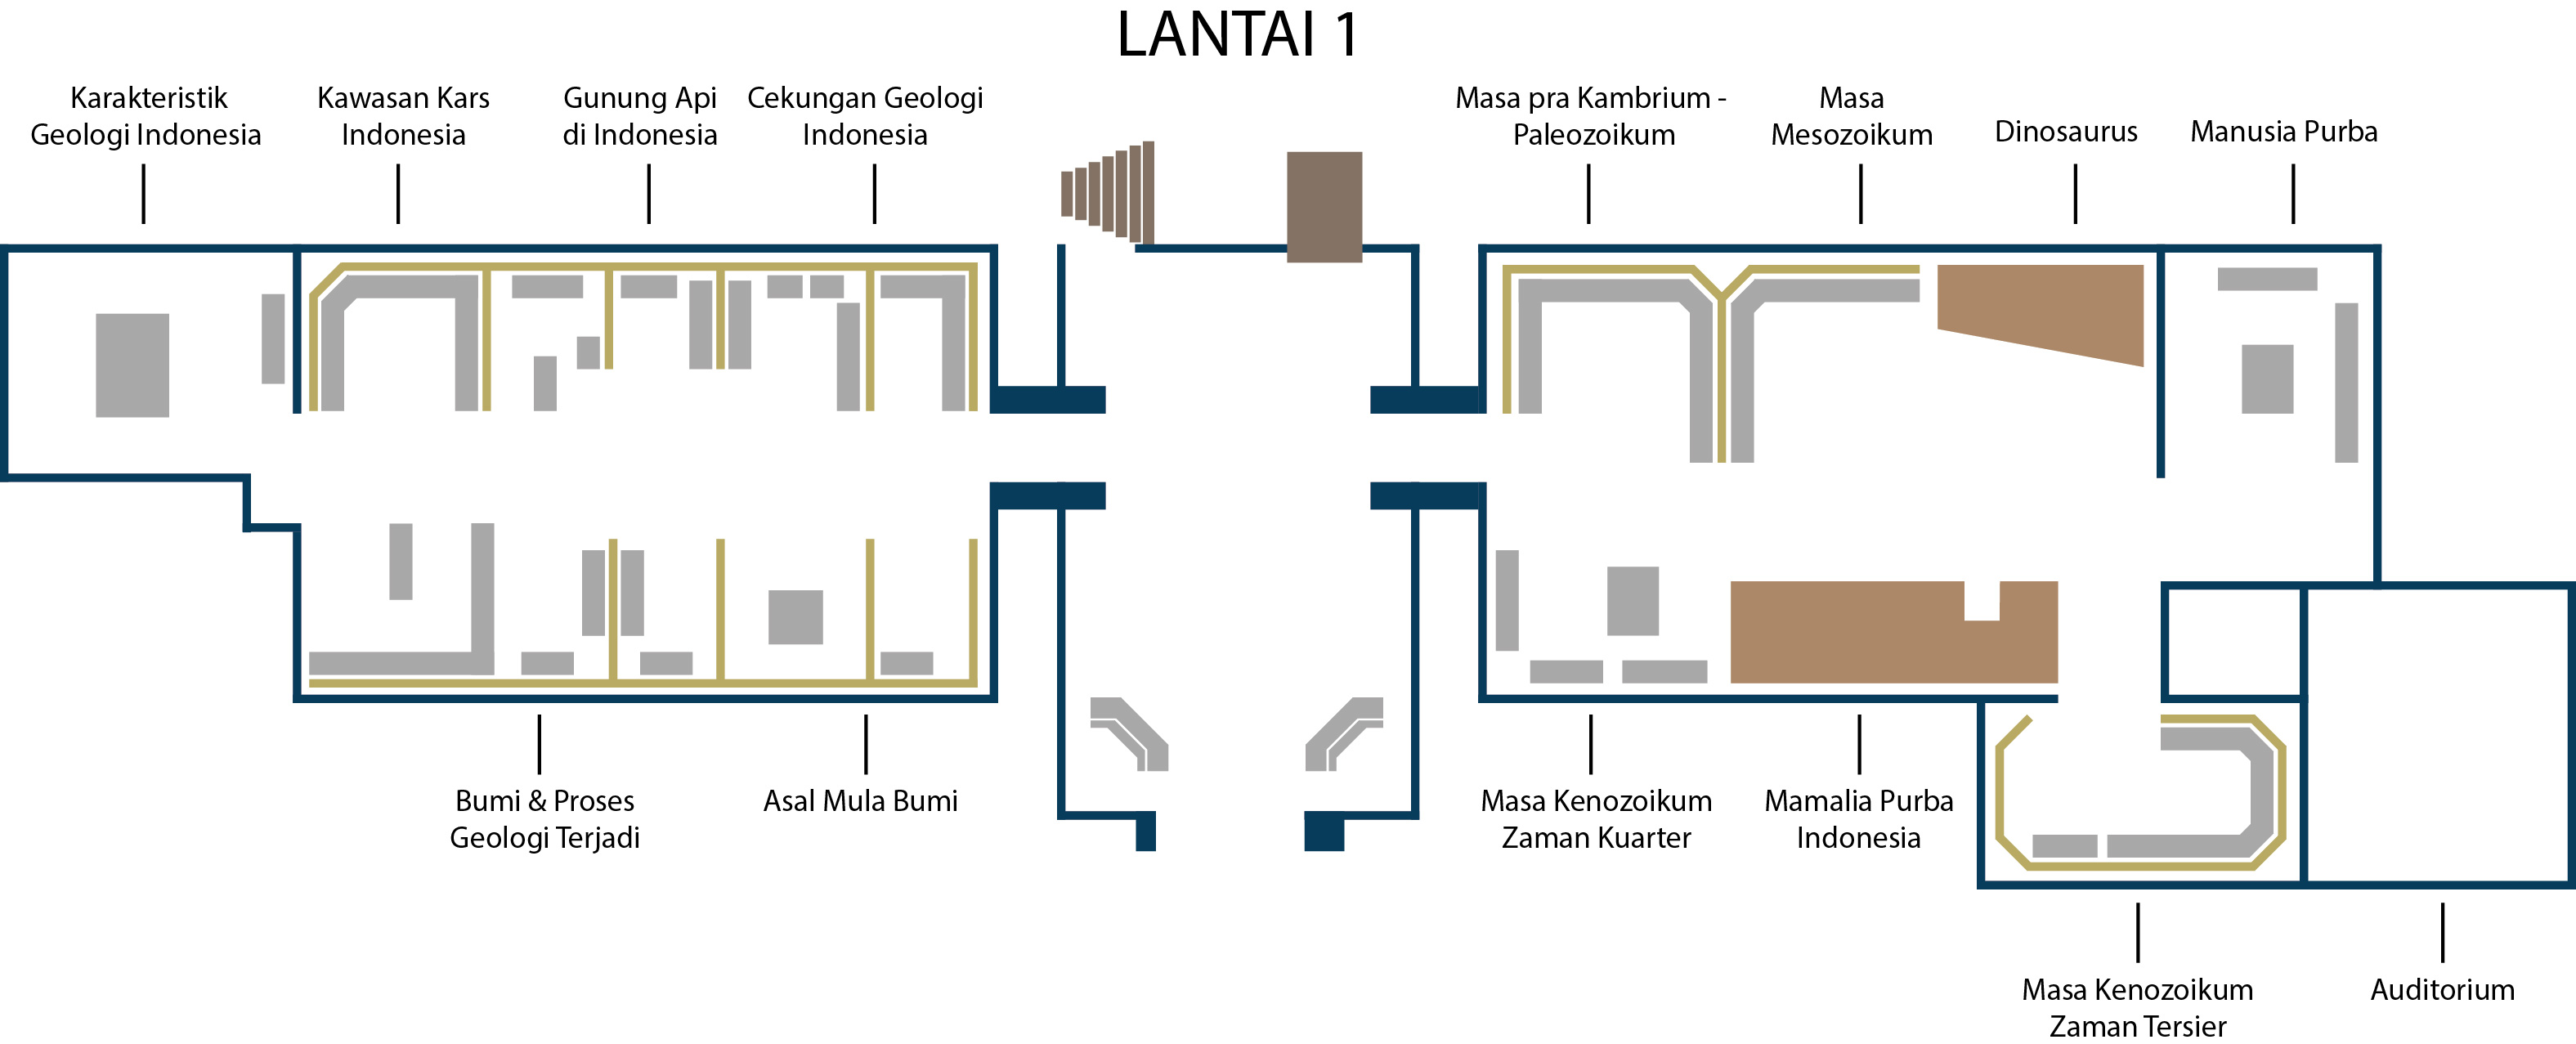 LANTAI 1
Karakteristik
Geologi Indonesia
Kawasan Kars
Indonesia
Gunung Api
di Indonesia
Cekungan Geologi
Indonesia
Masa pra Kambrium -
Paleozoikum
Masa
Mesozoikum
Dinosaurus
Manusia Purba
Bumi & Proses
Geologi Terjadi
Asal Mula Bumi
Masa Kenozoikum
Zaman Kuarter
Mamalia Purba
Indonesia
Masa Kenozoikum
Zaman Tersier
Auditorium